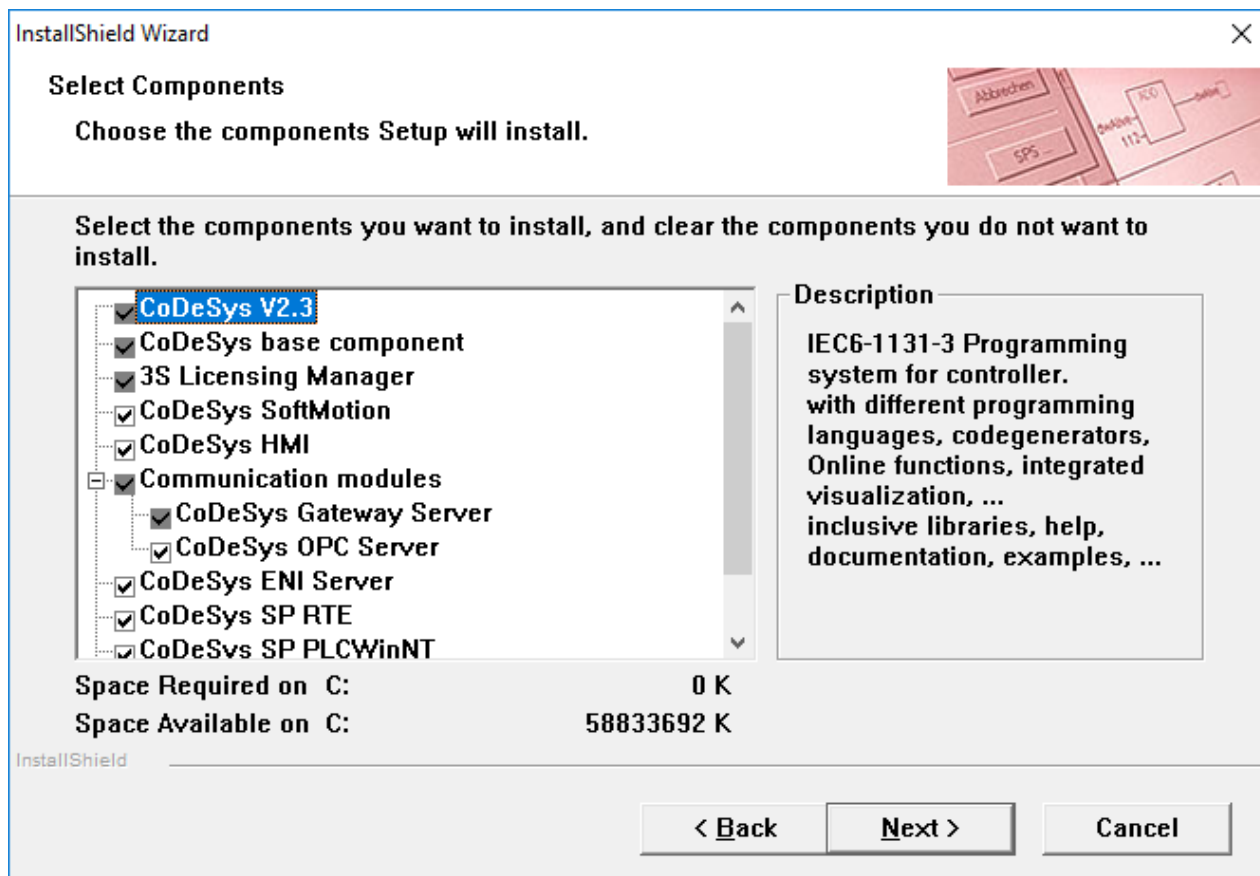 InstallShield Wizard
Select Components
Choose the components Setup will install.
Abbrechen
SPS ...
ADD
112
Select the components you want to install, and clear the components you do not want to
install.
CoDeSys V2.3
CoDeSys base component
3S Licensing Manager
CoDeSys SoftMotion
CoDeSys HMI
Communication modules
CoDeSys Gateway Server
CoDeSys OPC Server
CoDeSys ENI Server
CoDeSys SP RTE
CoDeSys SP PLCWinNT
Description
IEC6-1131-3 Programming
system for controller.
with different programming
languages, codegenerators,
Online functions, integrated
visualization, ...
inclusive libraries, help,
documentation, examples, ...
Space Required on C: 0 K
Space Available on C: 58833692 K
InstallShield
< Back
Next >
Cancel